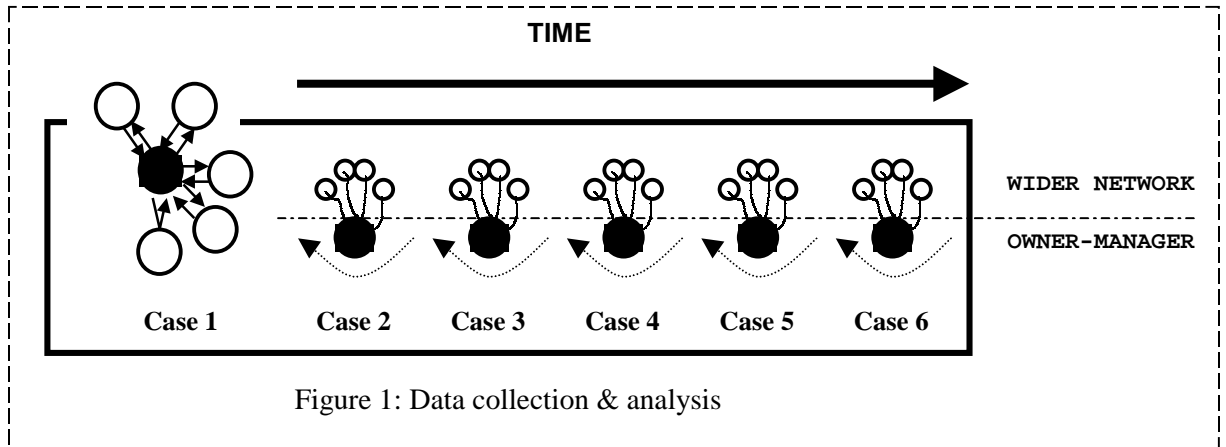 TIME
WIDER NETWORK
OWNER-MANAGER
Case 1 Case 2 Case 3 Case 4 Case 5 Case 6
Figure 1: Data collection & analysis